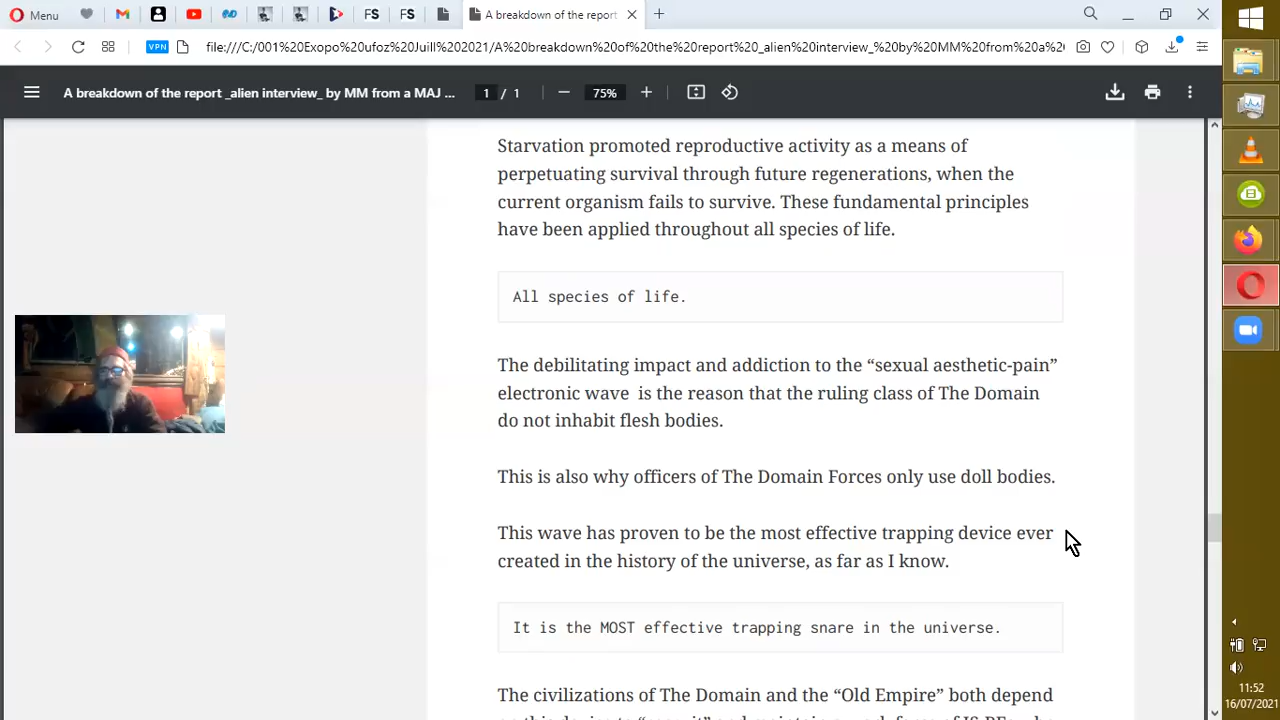 Menu
FS
FS
A breakdown of the report
VPN
file:///C:/001%20Exopo%20ufoz%20Juill%202021/A%20breakdown%20of%20the%20report%20_alien%20interview_%20by%20MM%20from%20a%20
A breakdown of the report _alien interview_ by MM from a MAJ ...
1 / 1
75%
Starvation promoted reproductive activity as a means of
perpetuating survival through future regenerations, when the
current organism fails to survive. These fundamental principles
have been applied throughout all species of life.
All species of life.
The debilitating impact and addiction to the “sexual aesthetic-pain”
electronic wave is the reason that the ruling class of The Domain
do not inhabit flesh bodies.
This is also why officers of The Domain Forces only use doll bodies.
This wave has proven to be the most effective trapping device ever
created in the history of the universe, as far as I know.
It is the MOST effective trapping snare in the universe.
The civilizations of The Domain and the “Old Empire” both depend
11:52
16/07/2021